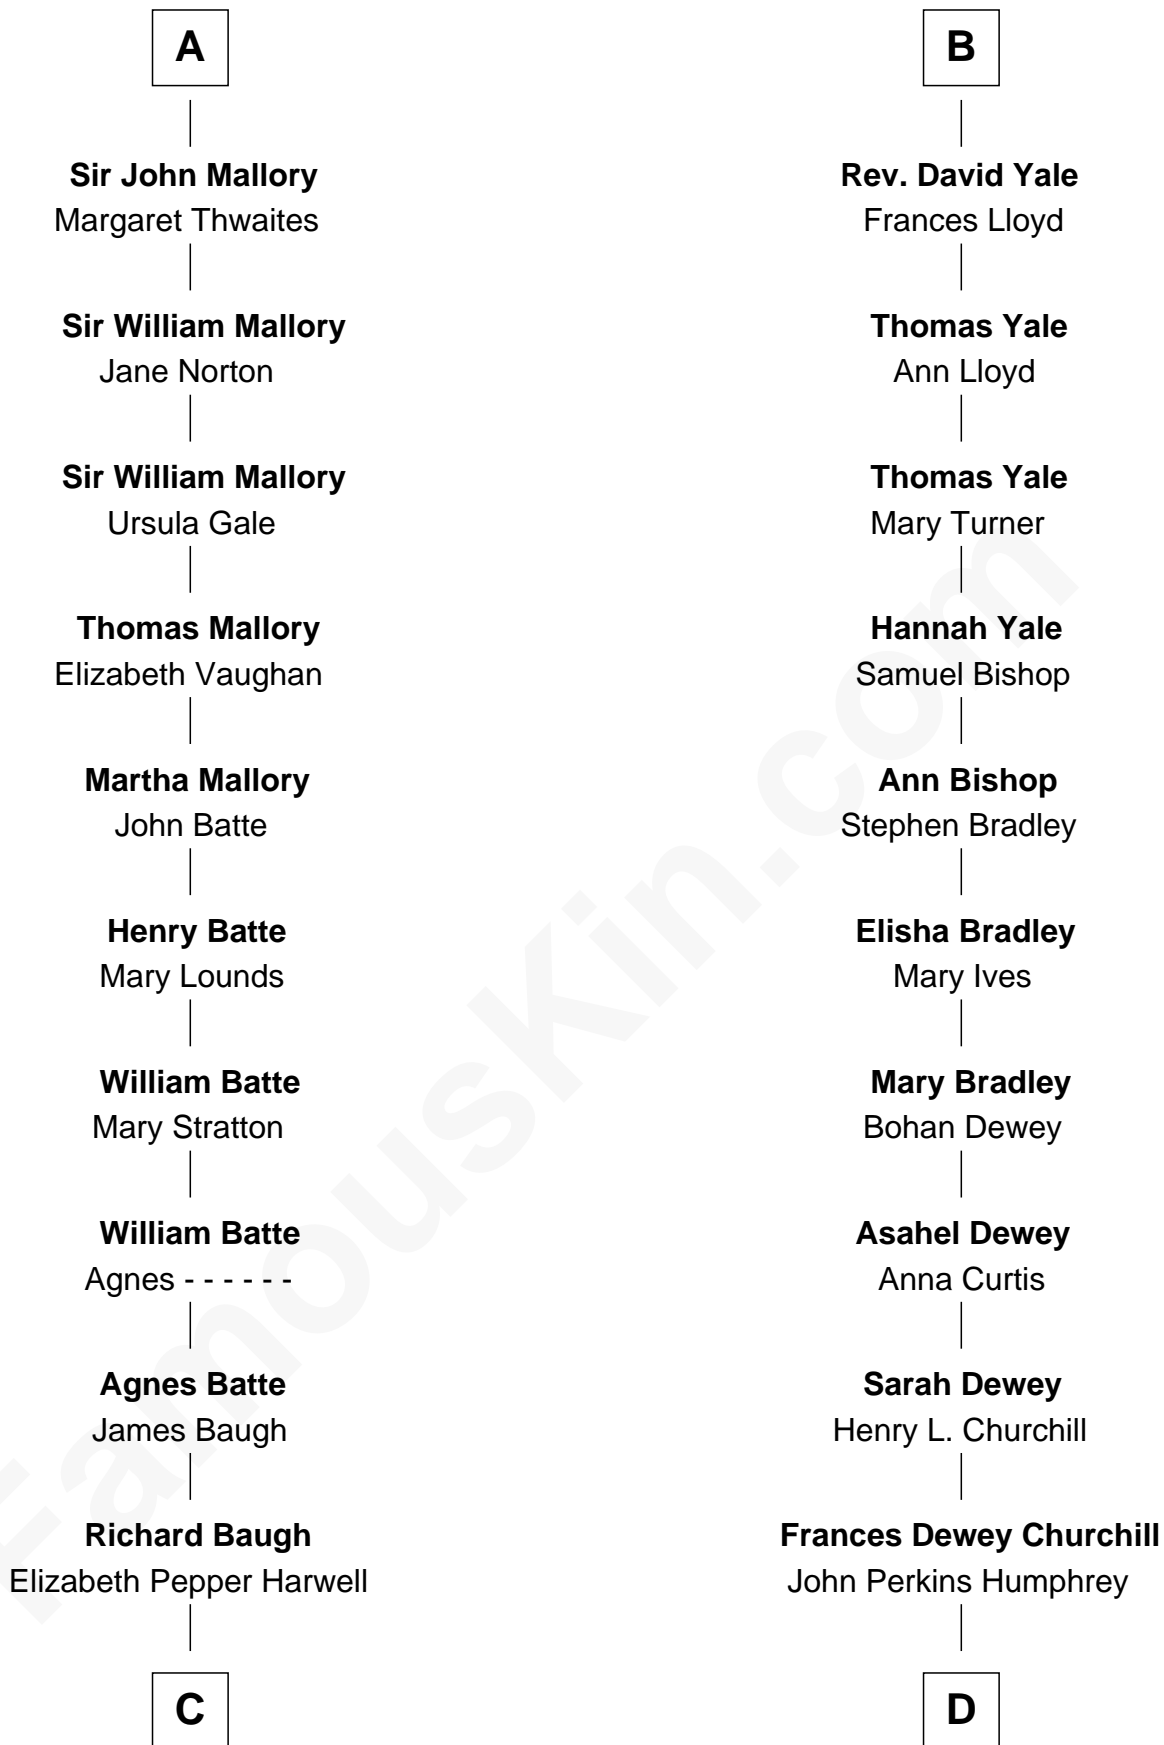 A
Sir John Mallory
Margaret Thwaites
Sir William Mallory
Jane Norton
Sir William Mallory
Ursula Gale
Thomas Mallory
Elizabeth Vaughan
Martha Mallory
John Batte
Henry Batte
Mary Lounds
William Batte
Mary Stratton
William Batte
Agnes - - - - - -
Agnes Batte
James Baugh
Richard Baugh
Elizabeth Pepper Harwell
C
B
Rev. David Yale
Frances Lloyd
Thomas Yale
Ann Lloyd
Thomas Yale
Mary Turner
Hannah Yale
Samuel Bishop
Ann Bishop
Stephen Bradley
Elisha Bradley
Mary Ives
Mary Bradley
Bohan Dewey
Asahel Dewey
Anna Curtis
Sarah Dewey
Henry L. Churchill
Frances Dewey Churchill
John Perkins Humphrey
D
FamousKin.com